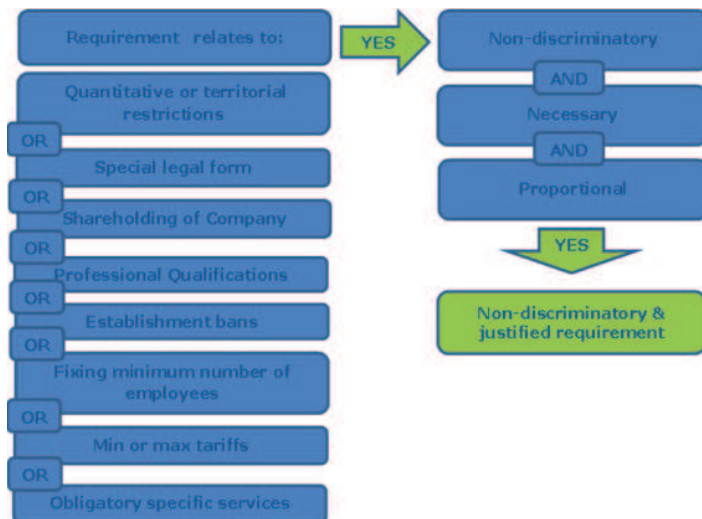 Requirement relates to:
Quantitative or territorial
restrictions
OR
Special legal form
OR
Shareholding of Company
OR
Professional Qualifications
OR
Establishment bans
OR
Fixing minimum number of
employees
OR
Min or max tariffs
OR
Obligatory specific services
YES
Non-discriminatory
AND
Necessary
AND
Proportional
YES
Non-discriminatory &
justified requirement